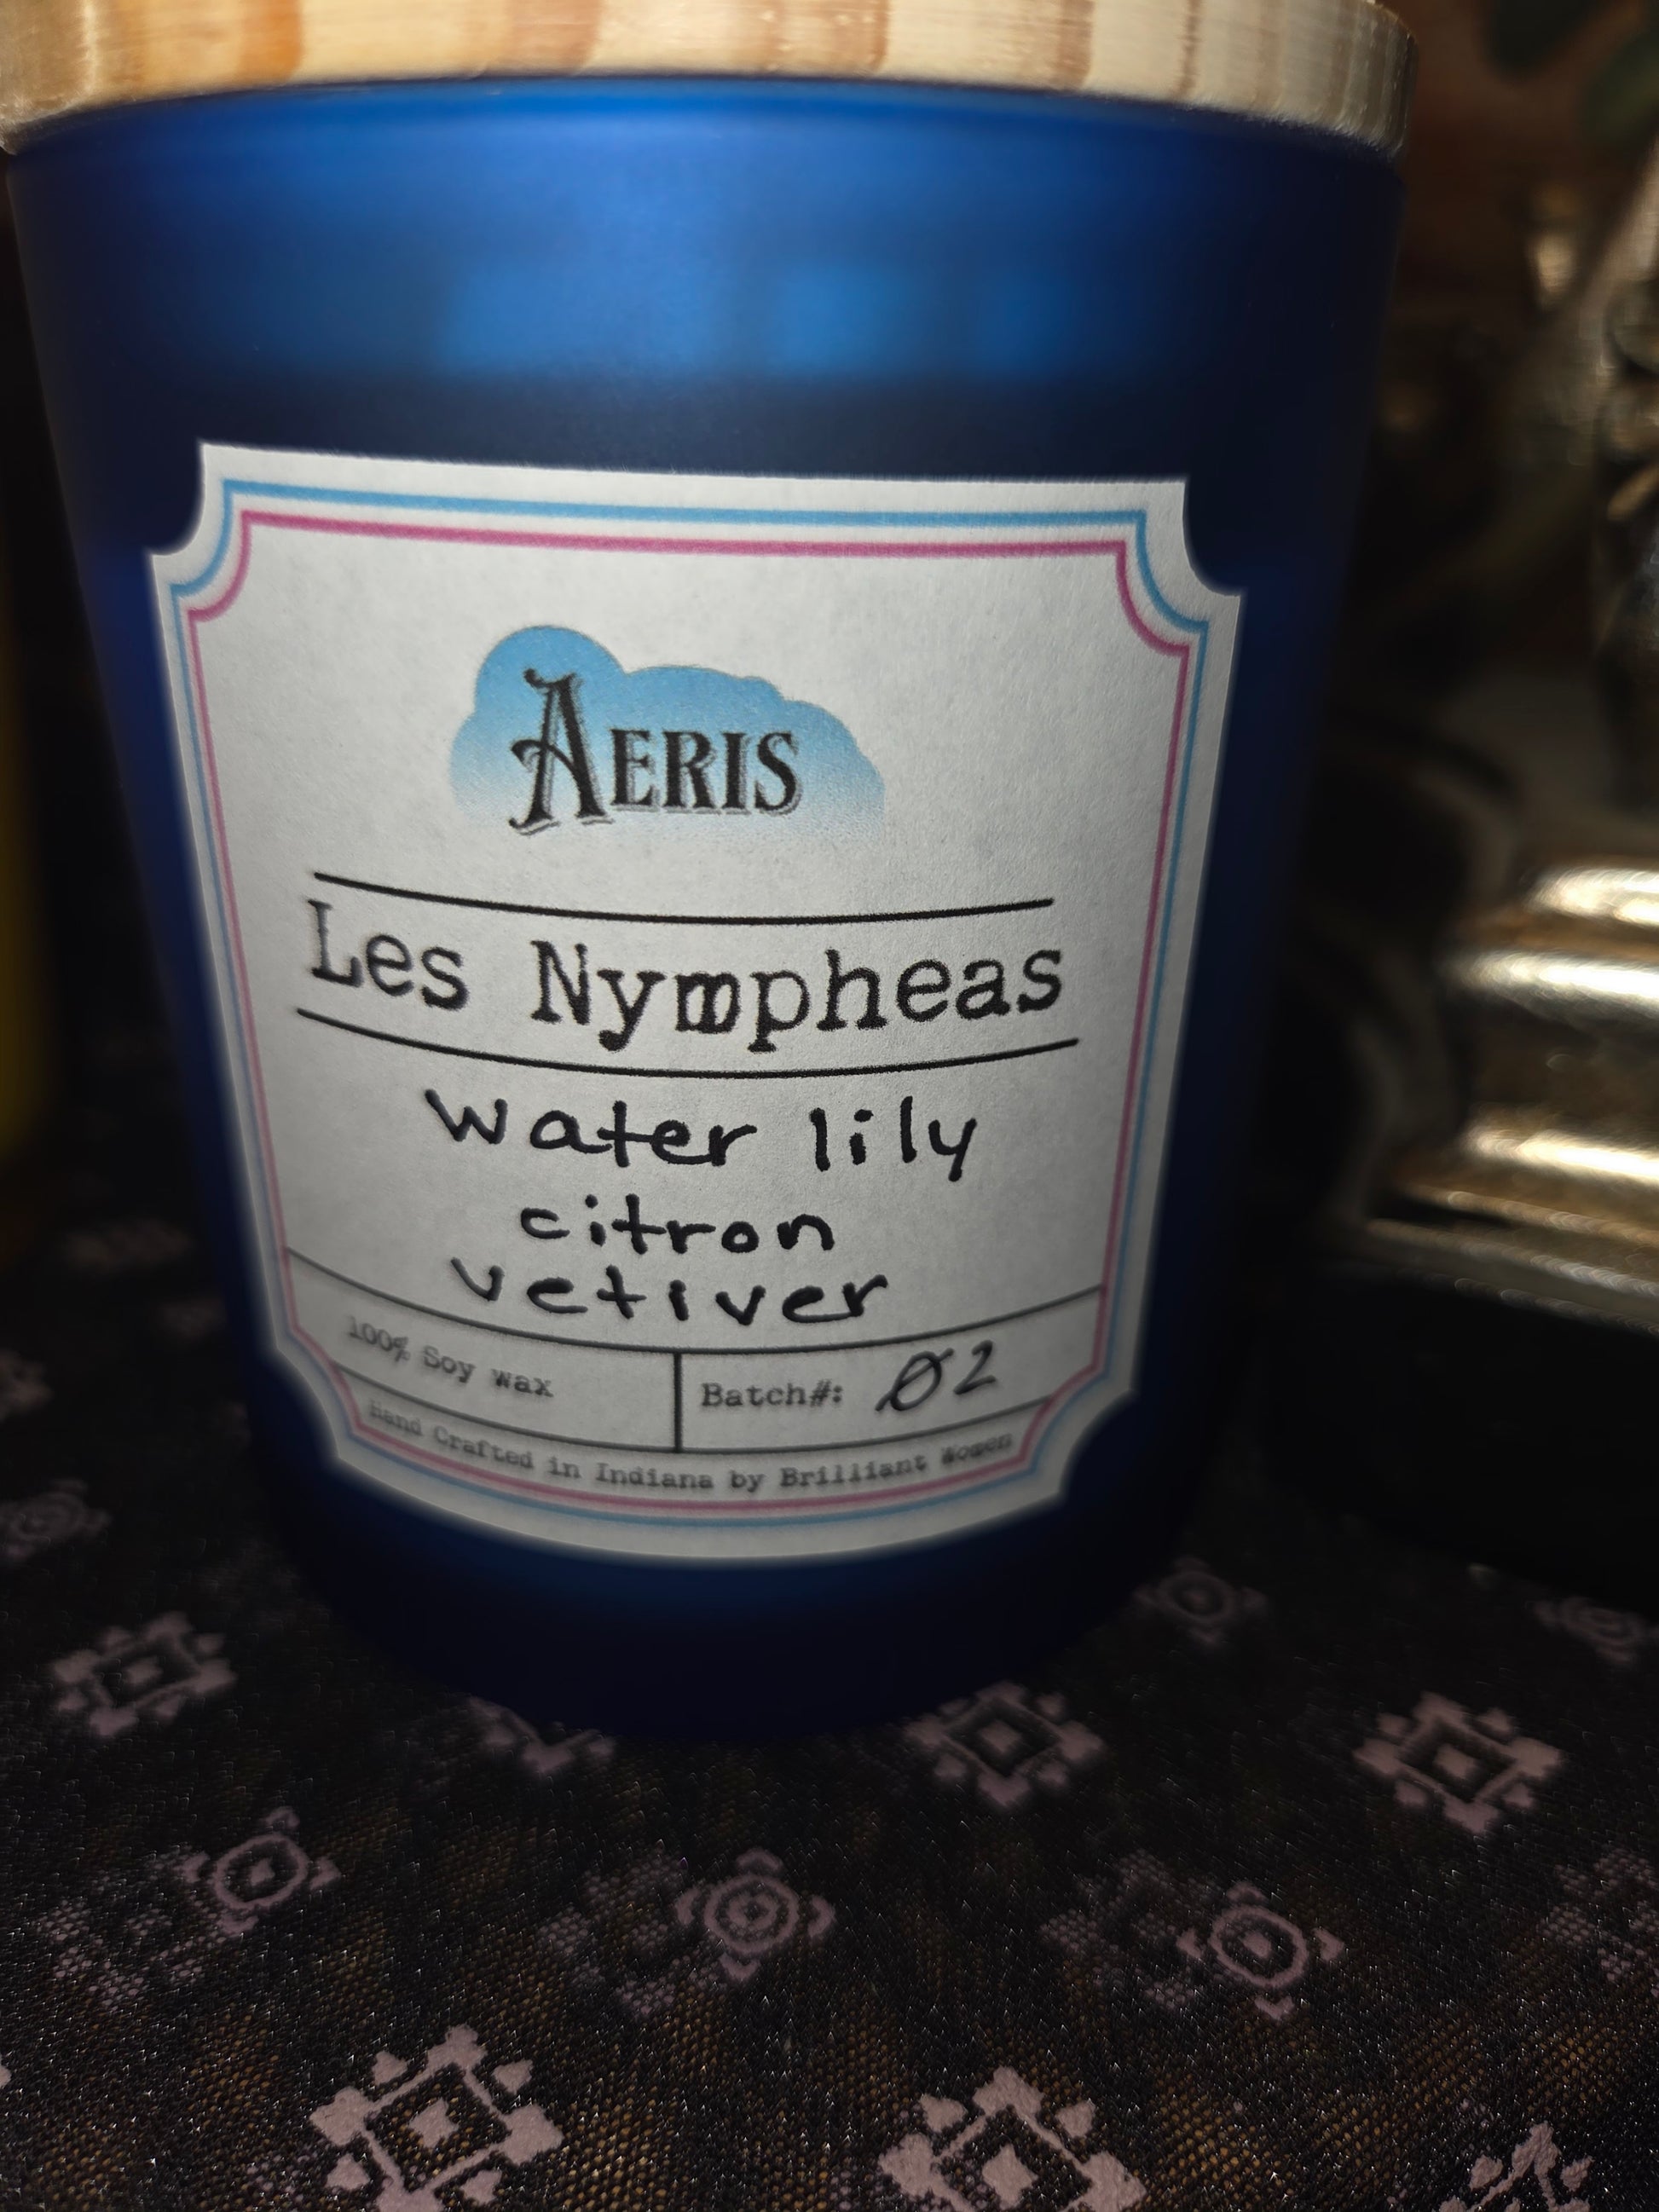 AERIS
Les Nympheas
water lily
citron
vetiver
100% Soy wax
Batch#: 02
Hand Crafted in Indiana by Brilliant Women